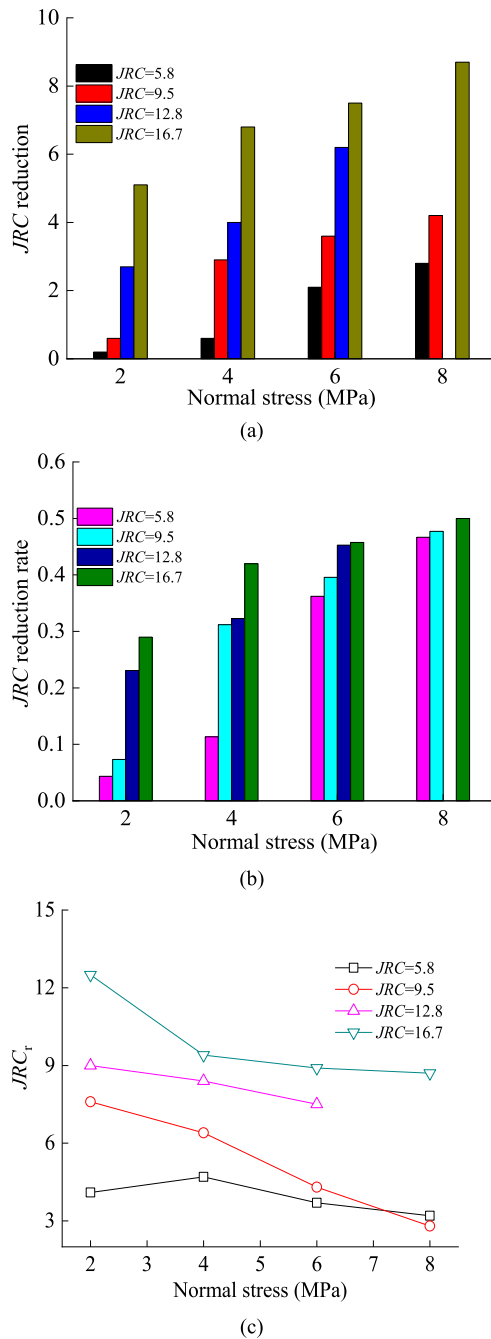 10
8
6
4
2
0
JRC reduction
JRC=5.8
JRC=9.5
JRC=12.8
JRC=16.7
2 4 6 8
Normal stress (MPa)
(a)
0.6
0.5
0.4
0.3
0.2
0.1
0.0
JRC reduction rate
JRC=5.8
JRC=9.5
JRC=12.8
JRC=16.7
2 4 6 8
Normal stress (MPa)
(b)
15
12
9
6
3
JRCr
JRC=5.8
JRC=9.5
JRC=12.8
JRC=16.7
2 3 4 5 6 7 8
Normal stress (MPa)
(c)